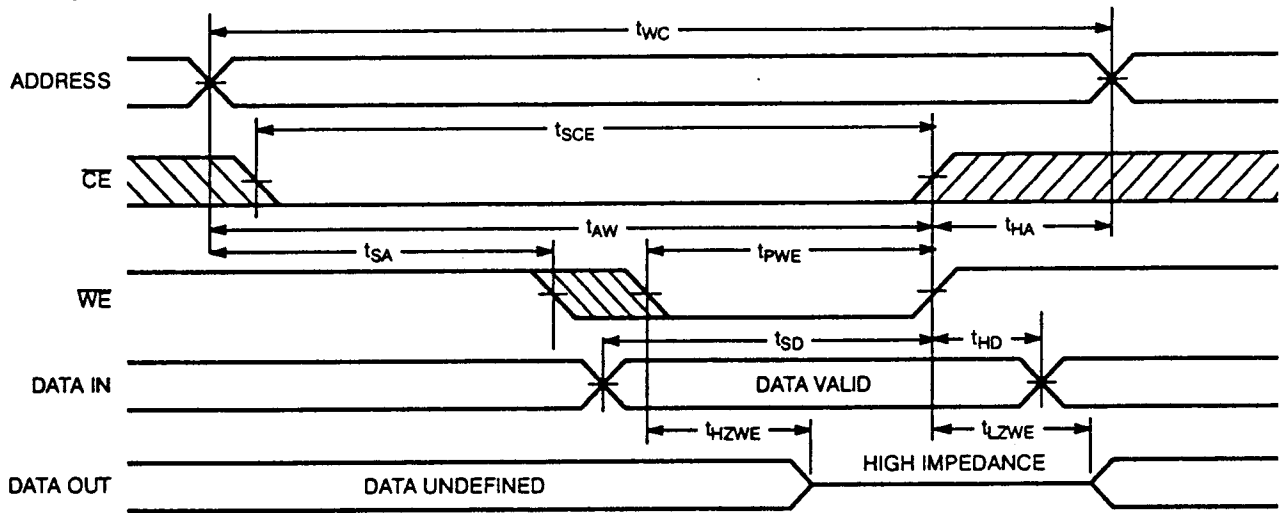 tWC
ADDRESS
tSCE
CE
tAW
tHA
tSA
tPWE
WE
tSD
tHD
DATA IN
DATA VALID
tHZWE
tLZWE
HIGH IMPEDANCE
DATA OUT
DATA UNDEFINED